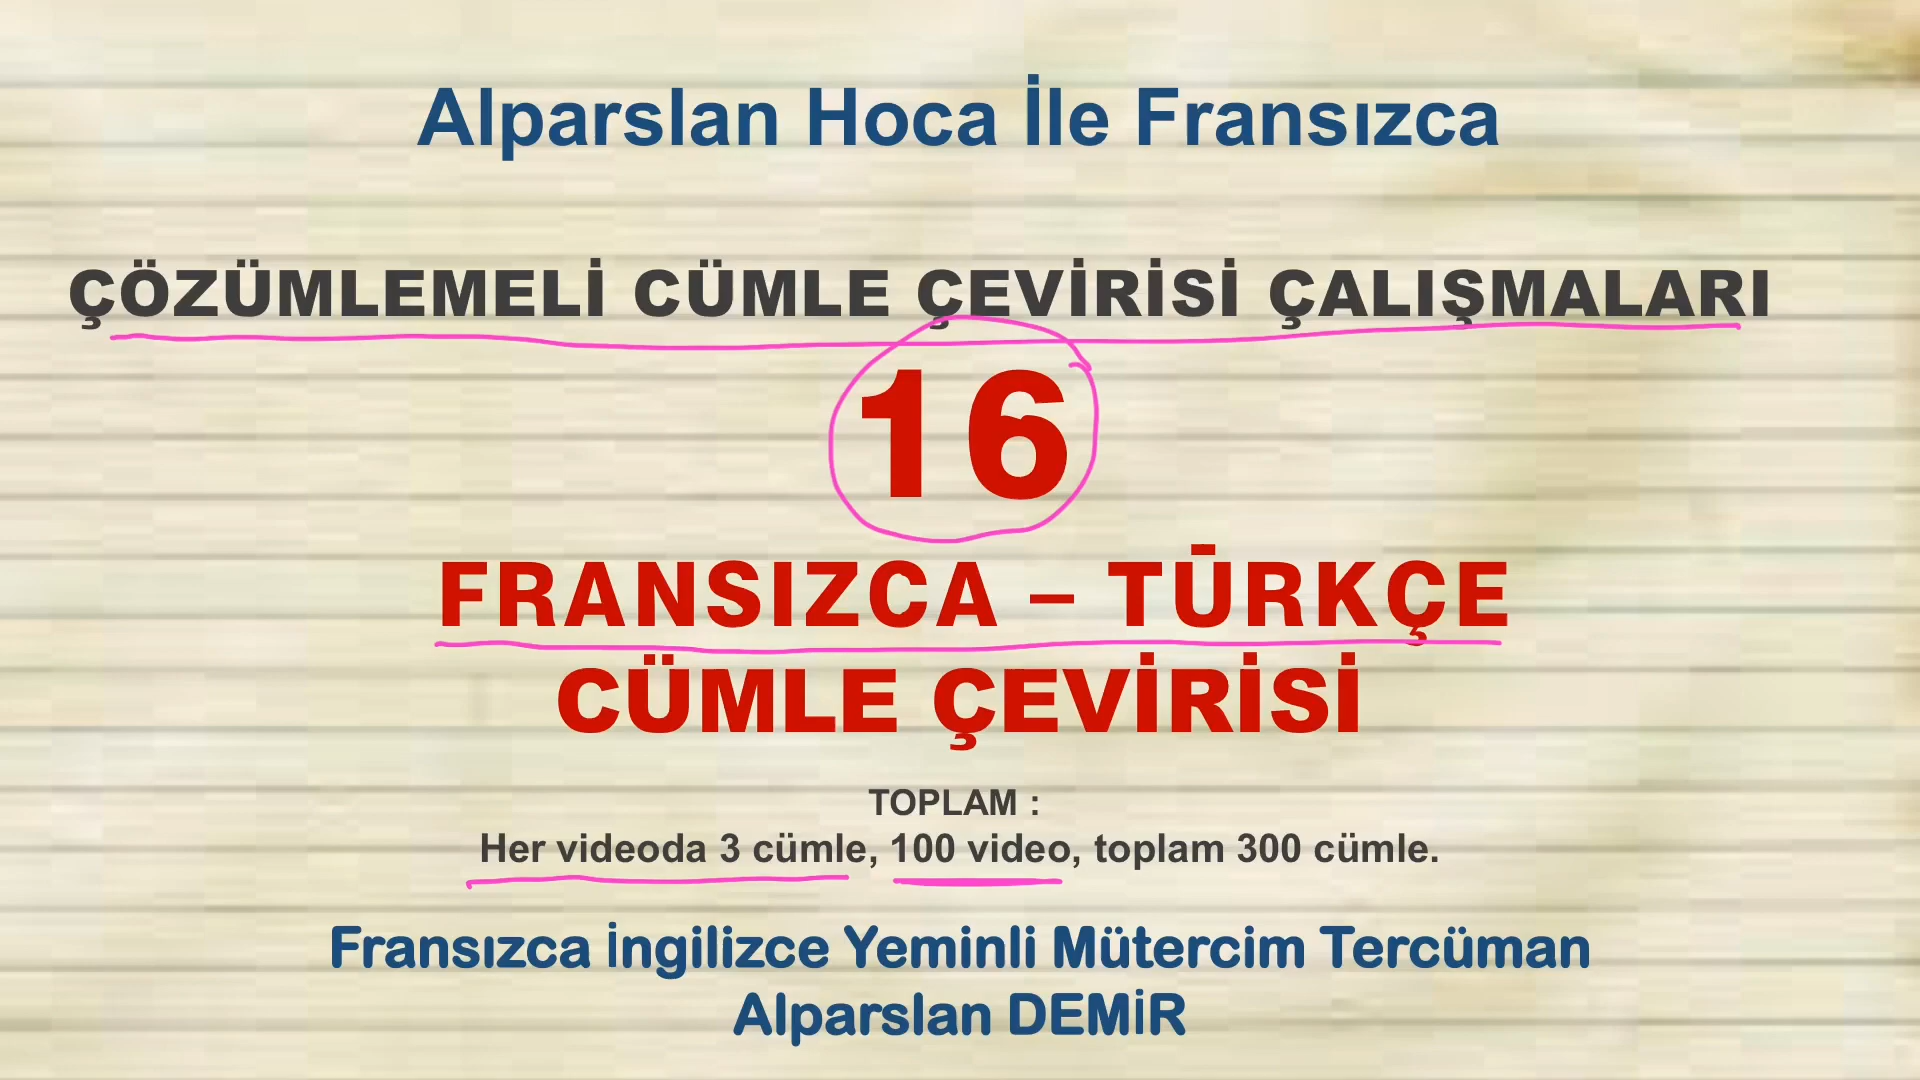 Alparslan Hoca İle Fransızca
ÇÖZÜMLEMELİ CÜMLE ÇEVİRİSİ ÇALIŞMALARI
16
FRANSIZCA – TÜRKÇE
CÜMLE ÇEVİRİSİ
TOPLAM :
Her videoda 3 cümle, 100 video, toplam 300 cümle.
Fransızca İngilizce Yeminli Mütercim Tercüman
Alparslan DEMİR